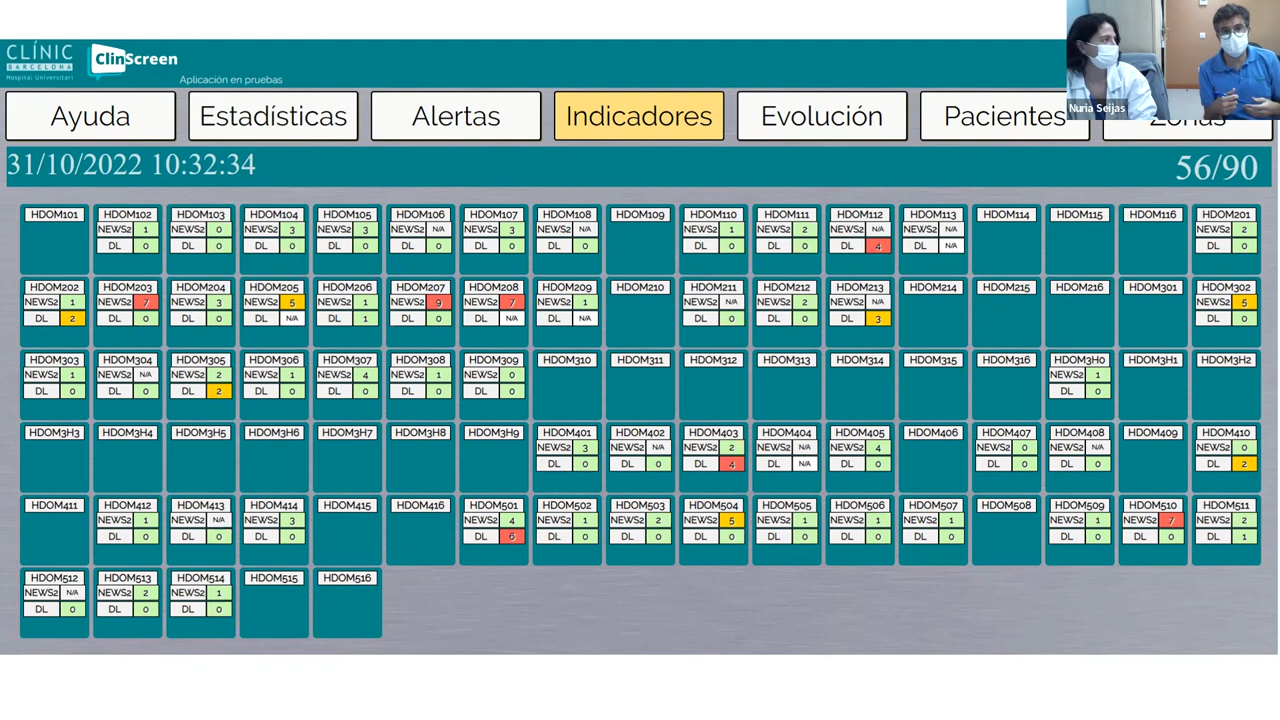 CLÍNIC
BARCELONA
Hospital Universitari
ClinScreen
Aplicación en pruebas
Nuria Seijas
Ayuda Estadísticas Alertas Indicadores Evolución Pacientes Zonas
31/10/2022 10:32:34 56/90
HDOM101 HDOM102 HDOM103 HDOM104 HDOM105 HDOM106 HDOM107 HDOM108 HDOM109 HDOM110 HDOM111 HDOM112 HDOM113 HDOM114 HDOM115 HDOM116 HDOM201
NEWS2 1 NEWS2 0 NEWS2 3 NEWS2 3 NEWS2 N/A NEWS2 3 NEWS2 N/A NEWS2 1 NEWS2 2 NEWS2 N/A NEWS2 N/A NEWS2 2
DL 0 DL 0 DL 0 DL 0 DL 0 DL 0 DL 0 DL 0 DL 0 DL 4 DL N/A DL 0
HDOM202 HDOM203 HDOM204 HDOM205 HDOM206 HDOM207 HDOM208 HDOM209 HDOM210 HDOM211 HDOM212 HDOM213 HDOM214 HDOM215 HDOM216 HDOM301 HDOM302
NEWS2 1 NEWS2 7 NEWS2 3 NEWS2 5 NEWS2 1 NEWS2 9 NEWS2 7 NEWS2 1 NEWS2 N/A NEWS2 2 NEWS2 N/A NEWS2 5
DL 2 DL 0 DL 0 DL N/A DL 1 DL 0 DL N/A DL N/A DL 0 DL 0 DL 3 DL 0
HDOM303 HDOM304 HDOM305 HDOM306 HDOM307 HDOM308 HDOM309 HDOM310 HDOM311 HDOM312 HDOM313 HDOM314 HDOM315 HDOM316 HDOM3H0 HDOM3H1 HDOM3H2
NEWS2 1 NEWS2 N/A NEWS2 2 NEWS2 1 NEWS2 4 NEWS2 1 NEWS2 0 NEWS2 1
DL 0 DL 0 DL 2 DL 0 DL 0 DL 0 DL 0 DL 0
HDOM3H3 HDOM3H4 HDOM3H5 HDOM3H6 HDOM3H7 HDOM3H8 HDOM3H9 HDOM401 HDOM402 HDOM403 HDOM404 HDOM405 HDOM406 HDOM407 HDOM408 HDOM409 HDOM410
NEWS2 3 NEWS2 N/A NEWS2 2 NEWS2 N/A NEWS2 4 NEWS2 0 NEWS2 N/A NEWS2 0
DL 0 DL 0 DL 4 DL N/A DL 0 DL 0 DL 0 DL 2
HDOM411 HDOM412 HDOM413 HDOM414 HDOM415 HDOM416 HDOM501 HDOM502 HDOM503 HDOM504 HDOM505 HDOM506 HDOM507 HDOM508 HDOM509 HDOM510 HDOM511
NEWS2 1 NEWS2 N/A NEWS2 3 NEWS2 4 NEWS2 1 NEWS2 2 NEWS2 5 NEWS2 1 NEWS2 1 NEWS2 1 NEWS2 1 NEWS2 7 NEWS2 2
DL 0 DL 0 DL 0 DL 6 DL 0 DL 0 DL 0 DL 0 DL 0 DL 0 DL 0 DL 0 DL 1
HDOM512 HDOM513 HDOM514 HDOM515 HDOM516
NEWS2 N/A NEWS2 2 NEWS2 1
DL 0 DL 0 DL 0